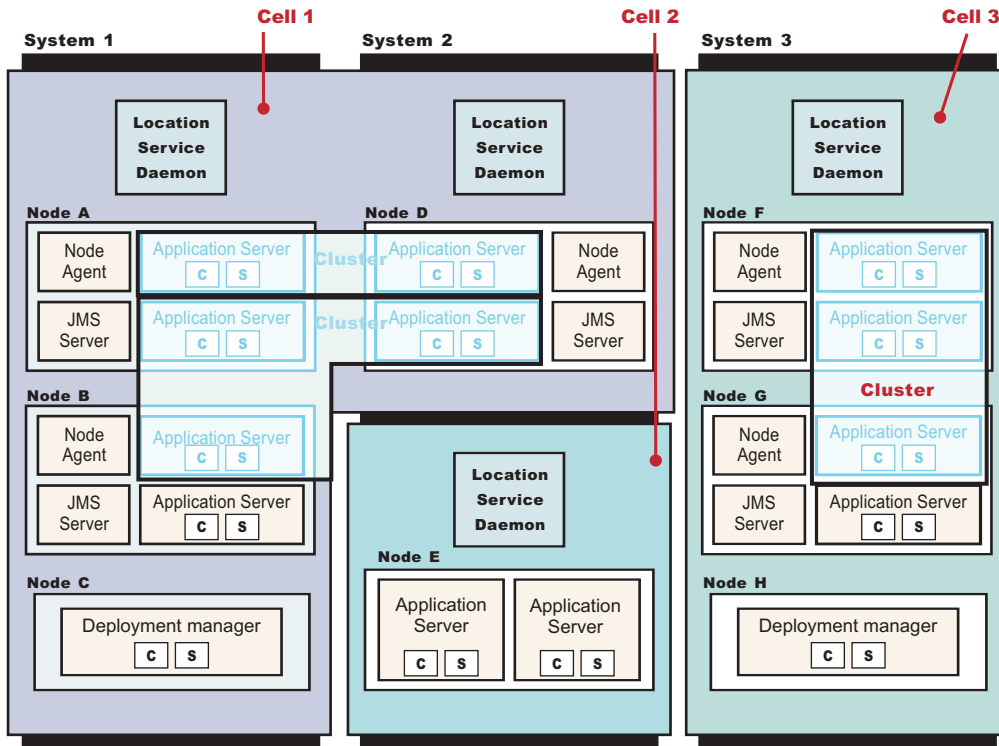 Cell 1
Cell 2
Cell 3
System 1
System 2
System 3
Location
Service
Daemon
Location
Service
Daemon
Location
Service
Daemon
Node A
Node
Agent
Application Server
C S
JMS
Server
Application Server
C S
Cluster
Cluster
Node D
Application Server
C S
Node
Agent
Application Server
C S
JMS
Server
Node F
Node
Agent
Application Server
C S
JMS
Server
Application Server
C S
Cluster
Node B
Node
Agent
Application Server
C S
JMS
Server
Application Server
C S
Location
Service
Daemon
Node G
Node
Agent
Application Server
C S
JMS
Server
Application Server
C S
Node C
Deployment manager
C S
Node E
Application
Server
C S
Application
Server
C S
Node H
Deployment manager
C S